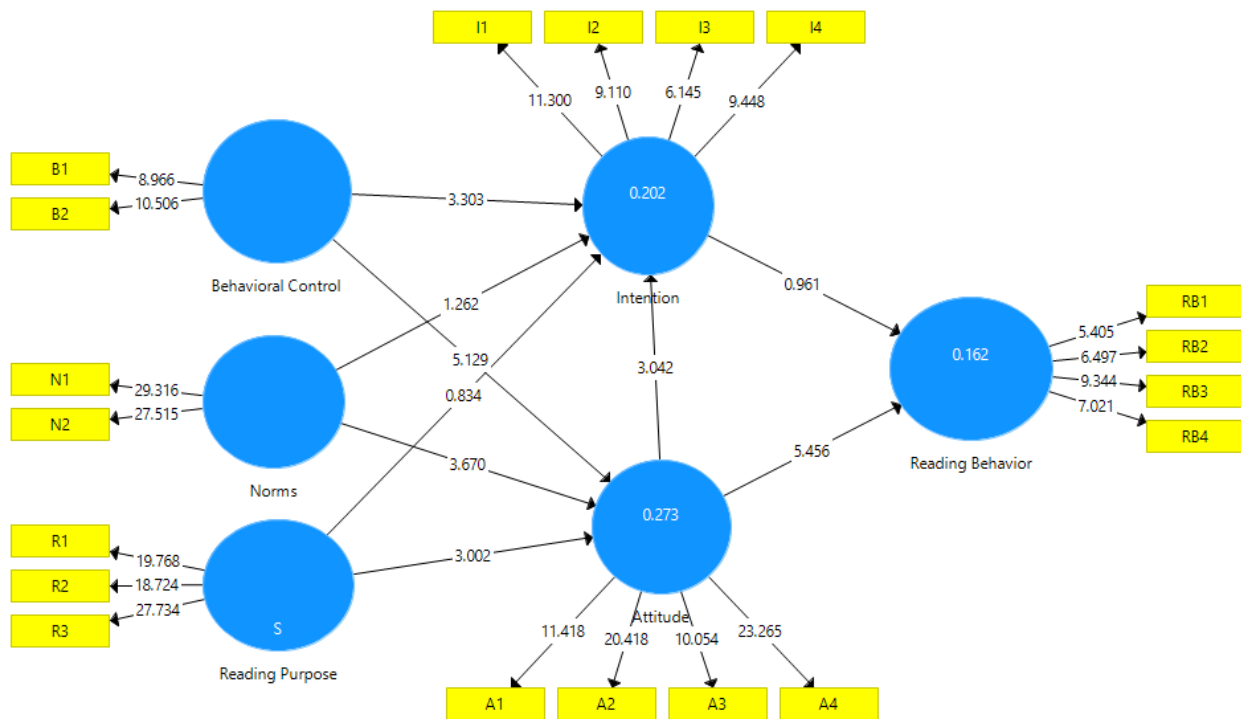 I1 I2 I3 I4
11.300 9.110 6.145 9.448
B1
B2
8.966
10.506
Behavioral Control
3.303
0.202
Intention
1.262
5.129
0.834
3.042
0.961
N1
N2
29.316
27.515
Norms
3.670
0.162
Reading Behavior
5.405
6.497
9.344
7.021
RB1
RB2
RB3
RB4
5.456
R1
R2
R3
19.768
18.724
27.734
S
Reading Purpose
3.002
0.273
Attitude
11.418 20.418 10.054 23.265
A1 A2 A3 A4